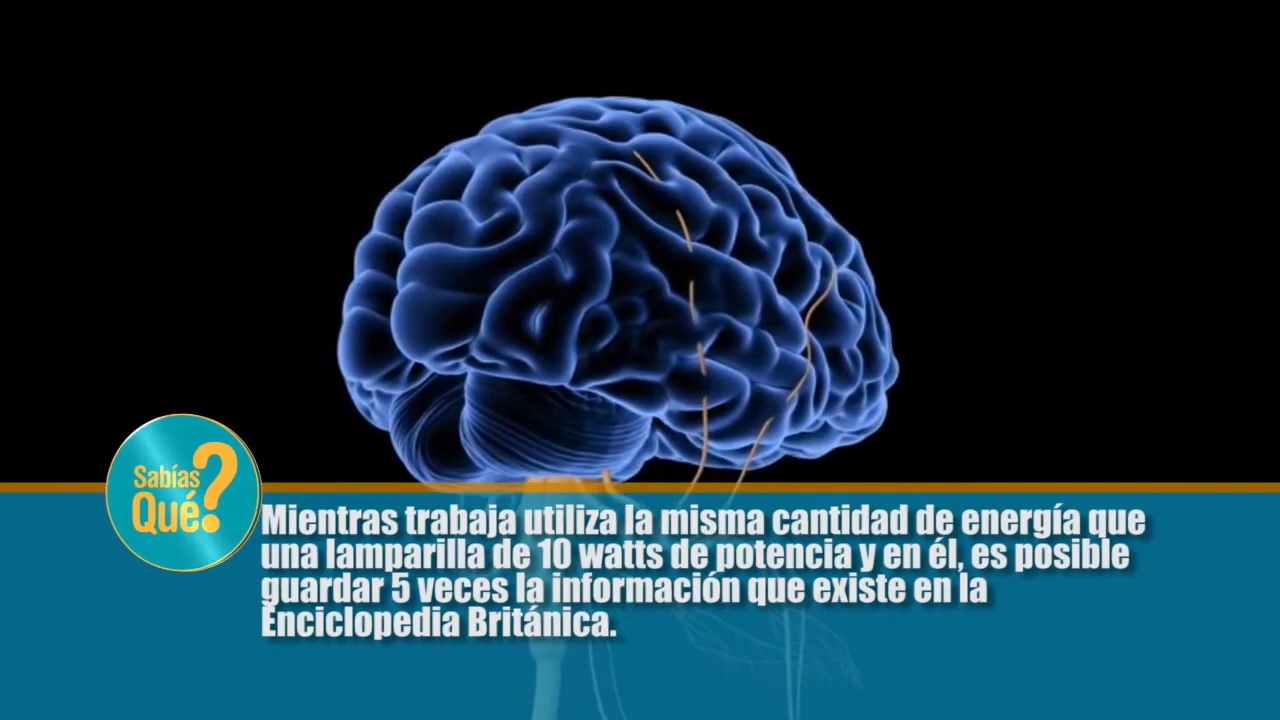 Sabías
Qué?
Mientras trabaja utiliza la misma cantidad de energía que
una lamparilla de 10 watts de potencia y en él, es posible
guardar 5 veces la información que existe en la
Enciclopedia Británica.